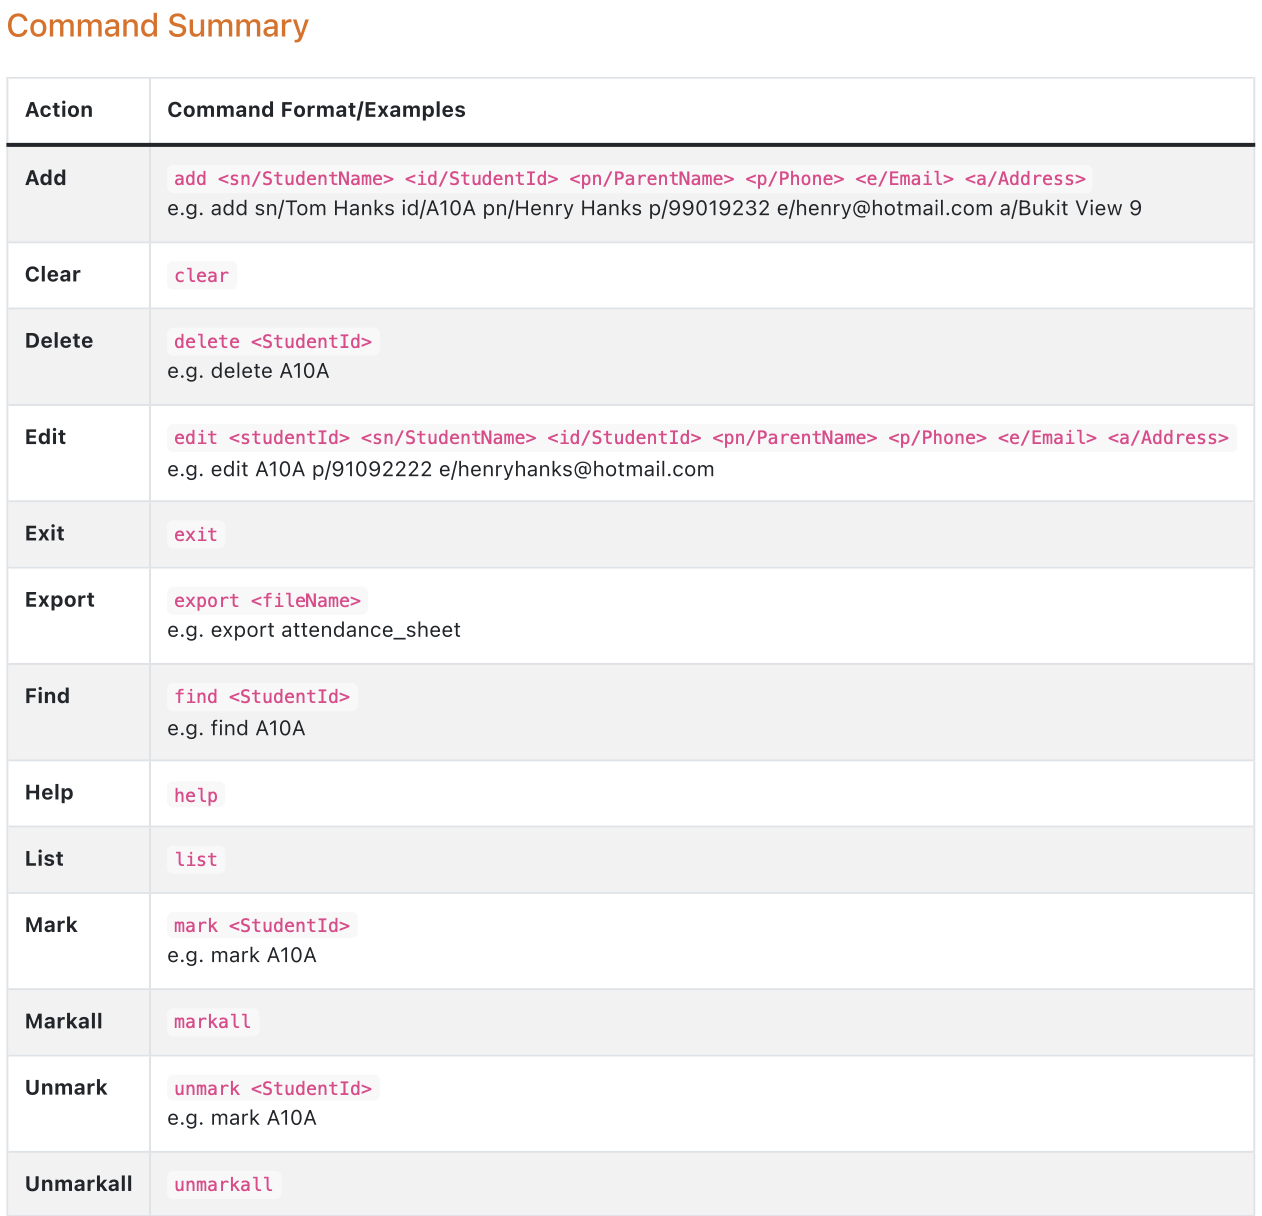 Command Summary
Action Command Format/Examples
Add add <sn/StudentName> <id/StudentId> <pn/ParentName> <p/Phone> <e/Email> <a/Address>
e.g. add sn/Tom Hanks id/A10A pn/Henry Hanks p/99019232 e/henry@hotmail.com a/Bukit View 9
Clear clear
Delete delete <StudentId>
e.g. delete A10A
Edit edit <studentId> <sn/StudentName> <id/StudentId> <pn/ParentName> <p/Phone> <e/Email> <a/Address>
e.g. edit A10A p/91092222 e/henryhanks@hotmail.com
Exit exit
Export export <fileName>
e.g. export attendance_sheet
Find find <StudentId>
e.g. find A10A
Help help
List list
Mark mark <StudentId>
e.g. mark A10A
Markall markall
Unmark unmark <StudentId>
e.g. mark A10A
Unmarkall unmarkall